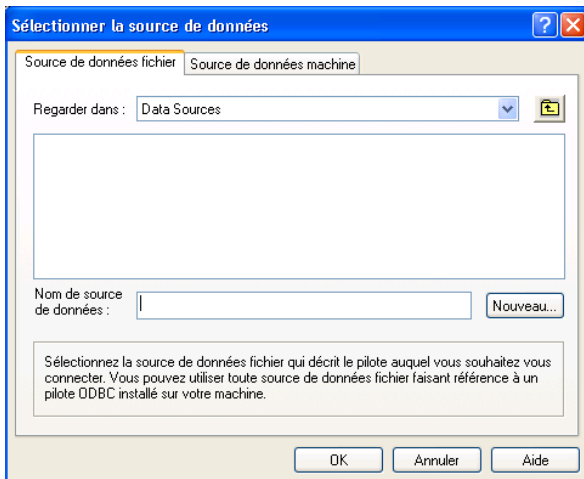 Sélectionner la source de données
Source de données fichier
Source de données machine
Regarder dans :
Data Sources
Nom de source
de données :
Nouveau...
Sélectionnez la source de données fichier qui décrit le pilote auquel vous souhaitez vous
connecter. Vous pouvez utiliser toute source de données fichier faisant référence à un
pilote ODBC installé sur votre machine.
OK
Annuler
Aide